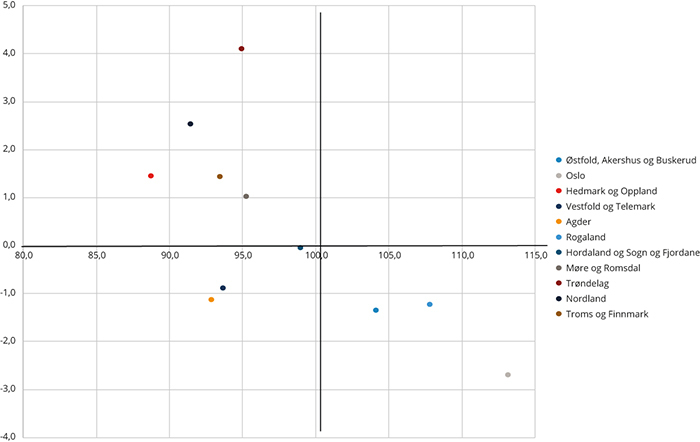 5,0
4,0
3,0
2,0
1,0
0,0
80,0 85,0 90,0 95,0 100,0 105,0 110,0 115,0
-1,0
-2,0
-3,0
-4,0
Østfold, Akershus og Buskerud
Oslo
Hedmark og Oppland
Vestfold og Telemark
Agder
Rogaland
Hordaland og Sogn og Fjordane
Møre og Romsdal
Trøndelag
Nordland
Troms og Finnmark